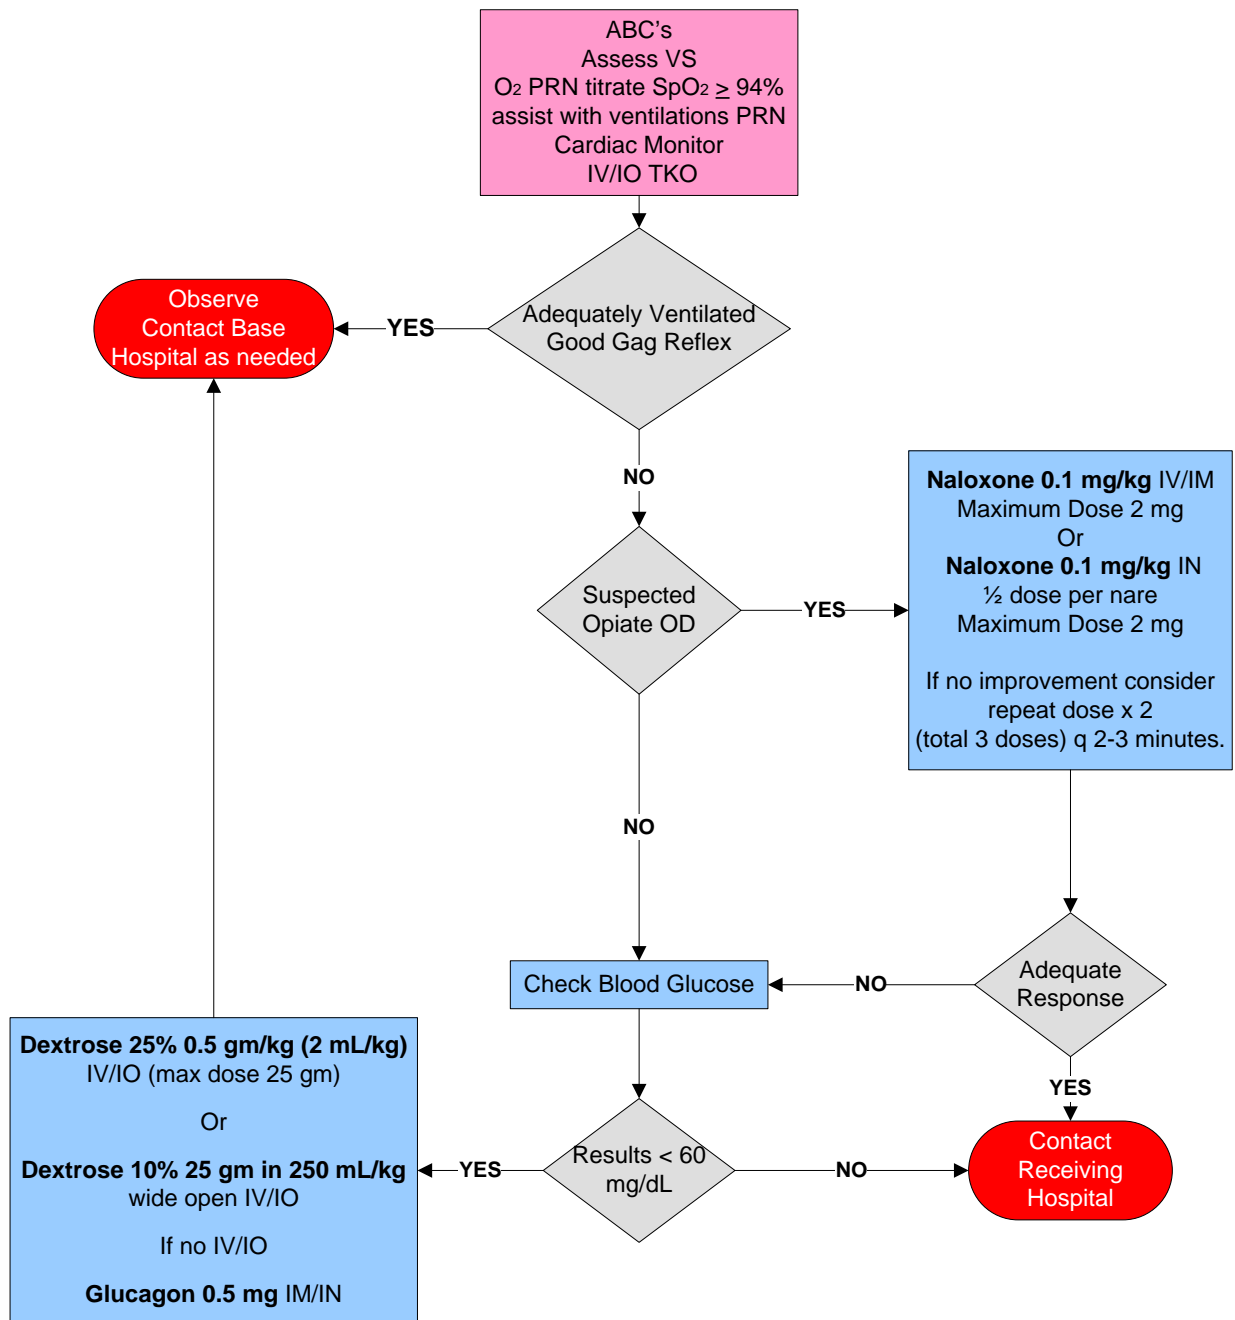 ABC's
Assess VS
O2 PRN titrate SpO2 ≥ 94%
assist with ventilations PRN
Cardiac Monitor
IV/IO TKO
Adequately Ventilated
Good Gag Reflex
YES
Observe
Contact Base
Hospital as needed
NO
Suspected
Opiate OD
YES
Naloxone 0.1 mg/kg IV/IM
Maximum Dose 2 mg
Or
Naloxone 0.1 mg/kg IN
½ dose per nare
Maximum Dose 2 mg
If no improvement consider
repeat dose x 2
(total 3 doses) q 2-3 minutes.
NO
Check Blood Glucose
NO
Adequate
Response
YES
Contact
Receiving
Hospital
Results < 60
mg/dL
NO
YES
Dextrose 25% 0.5 gm/kg (2 mL/kg)
IV/IO (max dose 25 gm)
Or
Dextrose 10% 25 gm in 250 mL/kg
wide open IV/IO
If no IV/IO
Glucagon 0.5 mg IM/IN